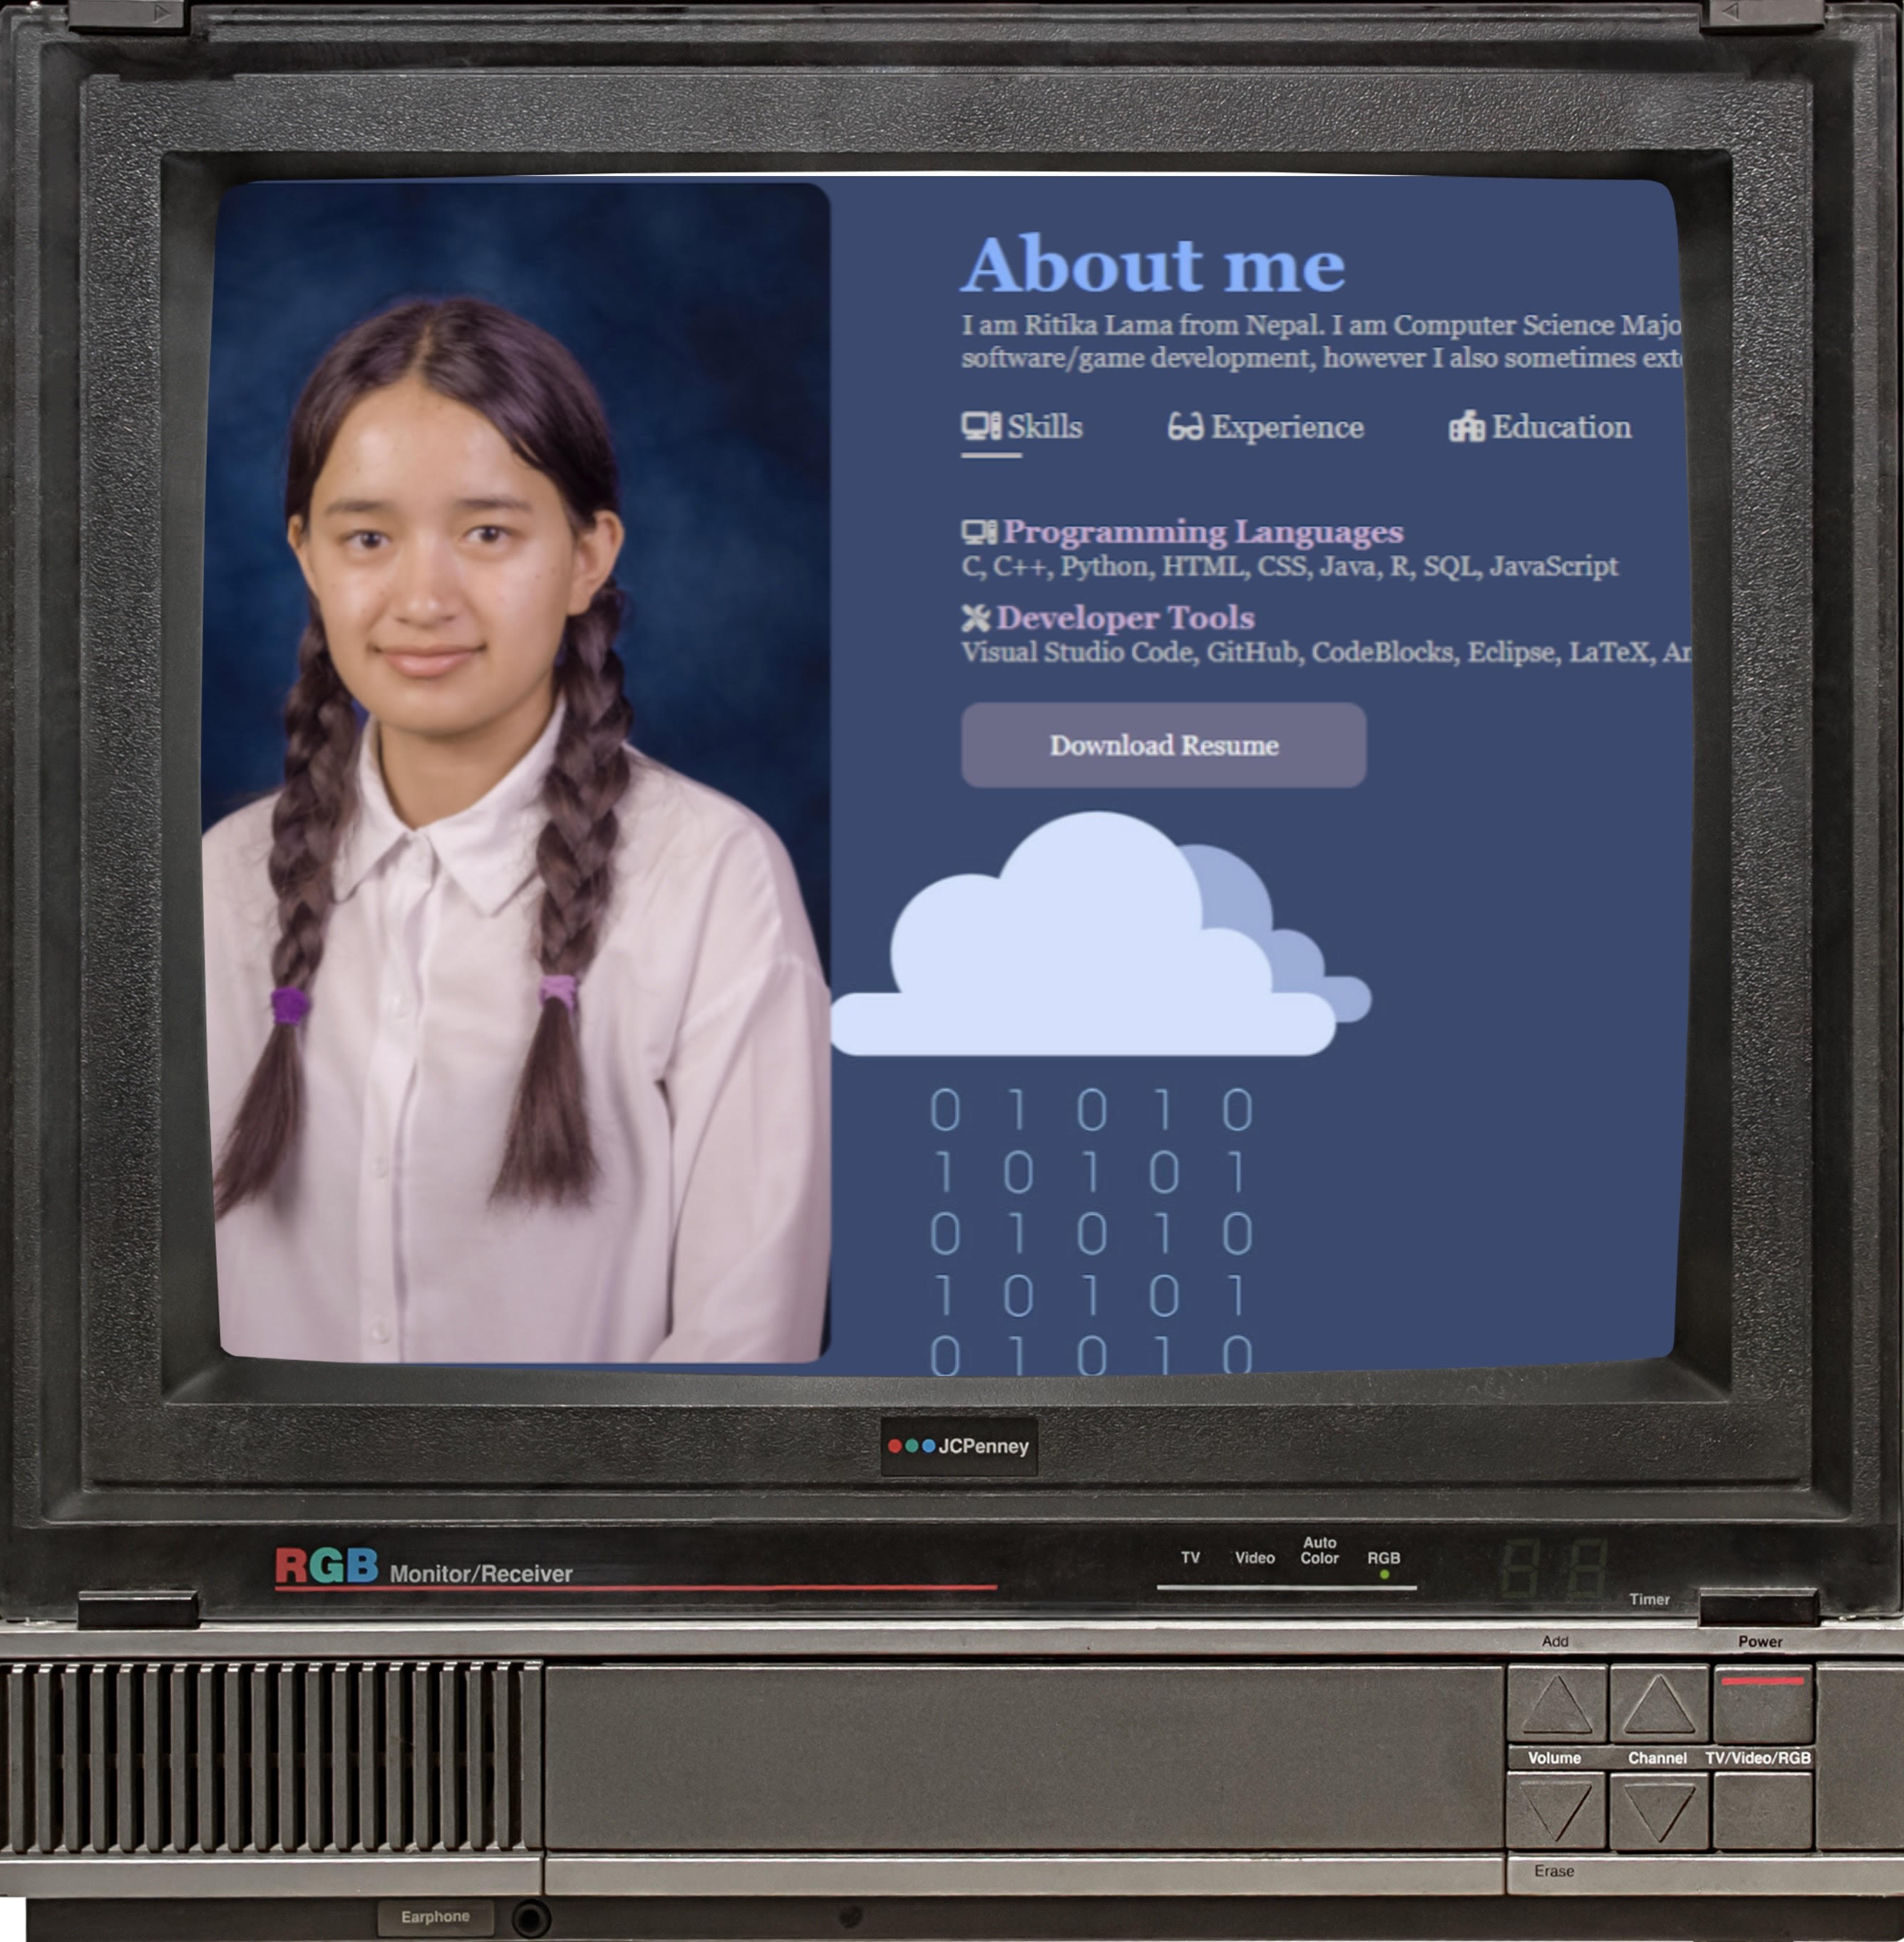 About me
I am Ritika Lama from Nepal. I am Computer Science Majo
software/game development, however I also sometimes ext
Skills Experience Education
Programming Languages
C, C++, Python, HTML, CSS, Java, R, SQL, JavaScript
Developer Tools
Visual Studio Code, GitHub, CodeBlocks, Eclipse, LaTeX, Ar
Download Resume
0 1 0 1 0
1 0 1 0 1
0 1 0 1 0
1 0 1 0 1
0 1 0 1 0
JCPenney
RGB Monitor/Receiver
TV Video Auto Color RGB
88
Timer
Add Power
Volume Channel TV/Video/RGB
Erase
Earphone